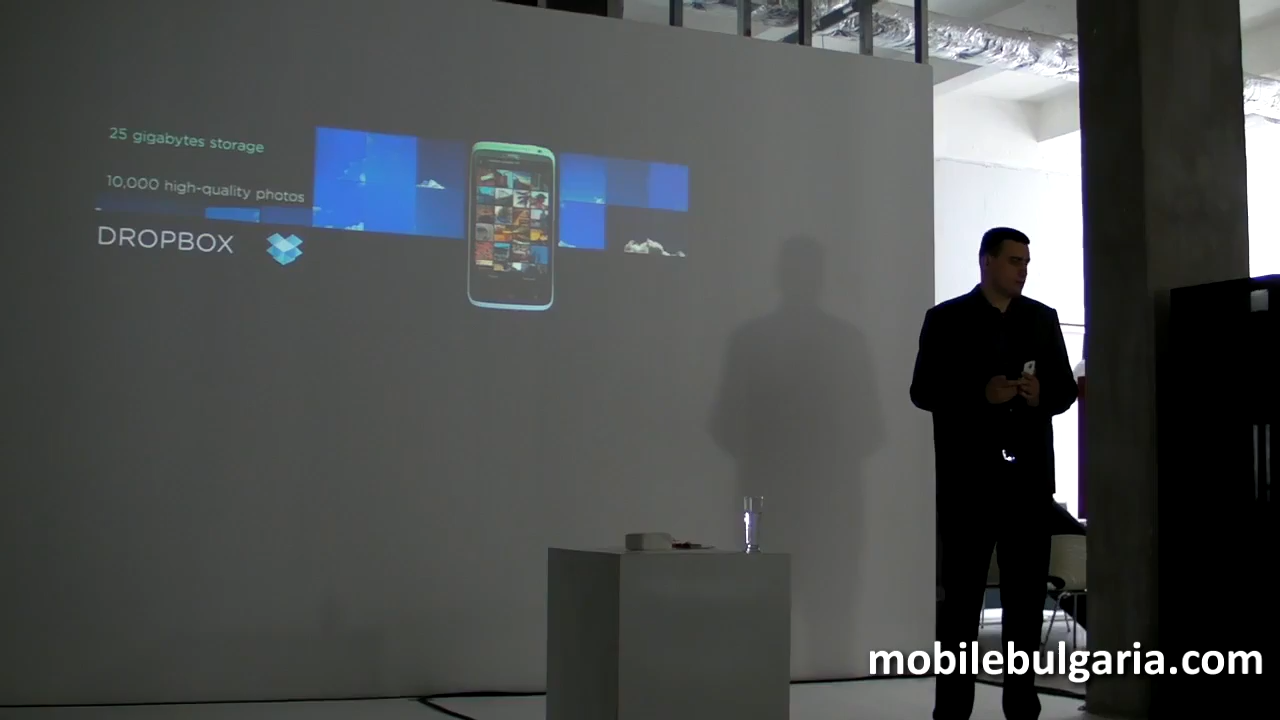 25 gigabytes storage
10,000 high-quality photos
DROPBOX
mobilebulgaria.com